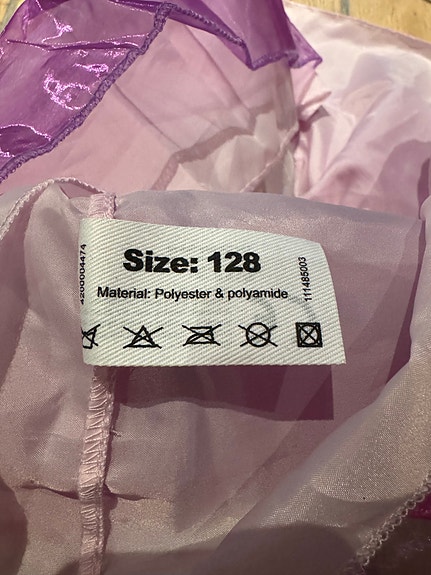 Size: 128
Material: Polyester & polyamide
4200004474
111485003